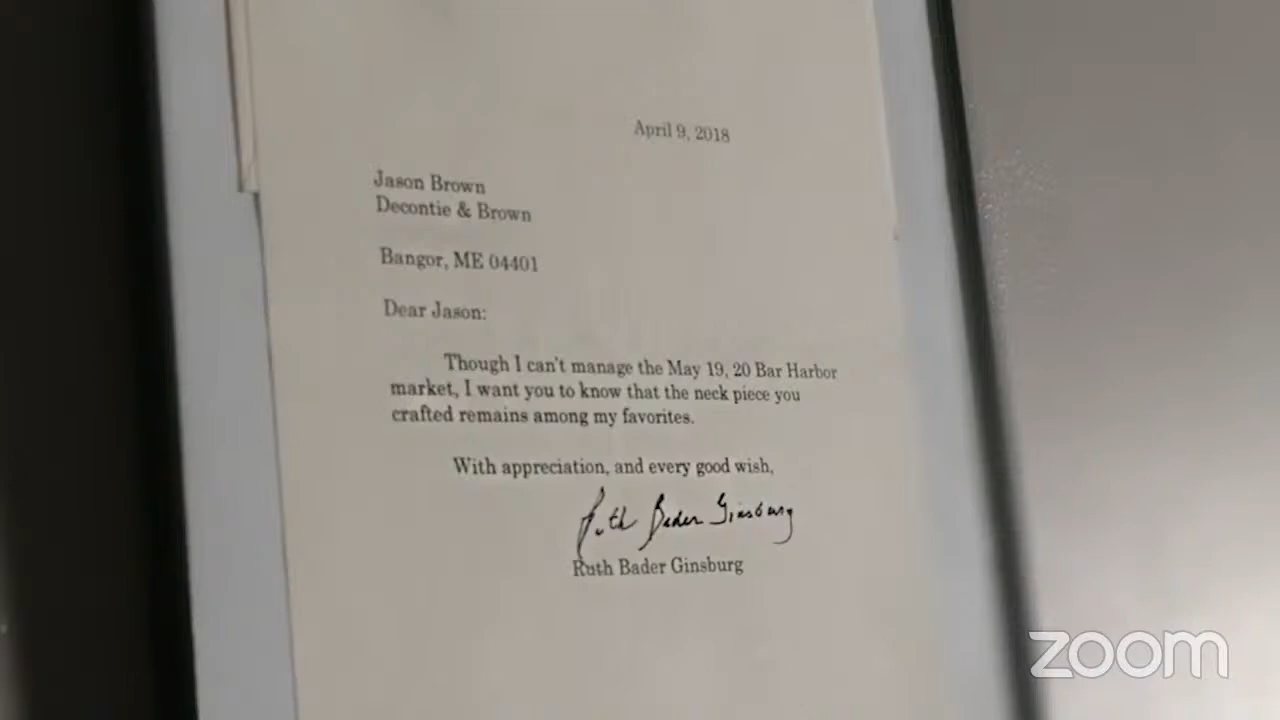 April 9, 2018
Jason Brown
Decontie & Brown
Bangor, ME 04401
Dear Jason:
Though I can't manage the May 19, 20 Bar Harbor
market, I want you to know that the neck piece you
crafted remains among my favorites.
With appreciation, and every good wish,
Ruth Bader Ginsburg
Ruth Bader Ginsburg
zoom